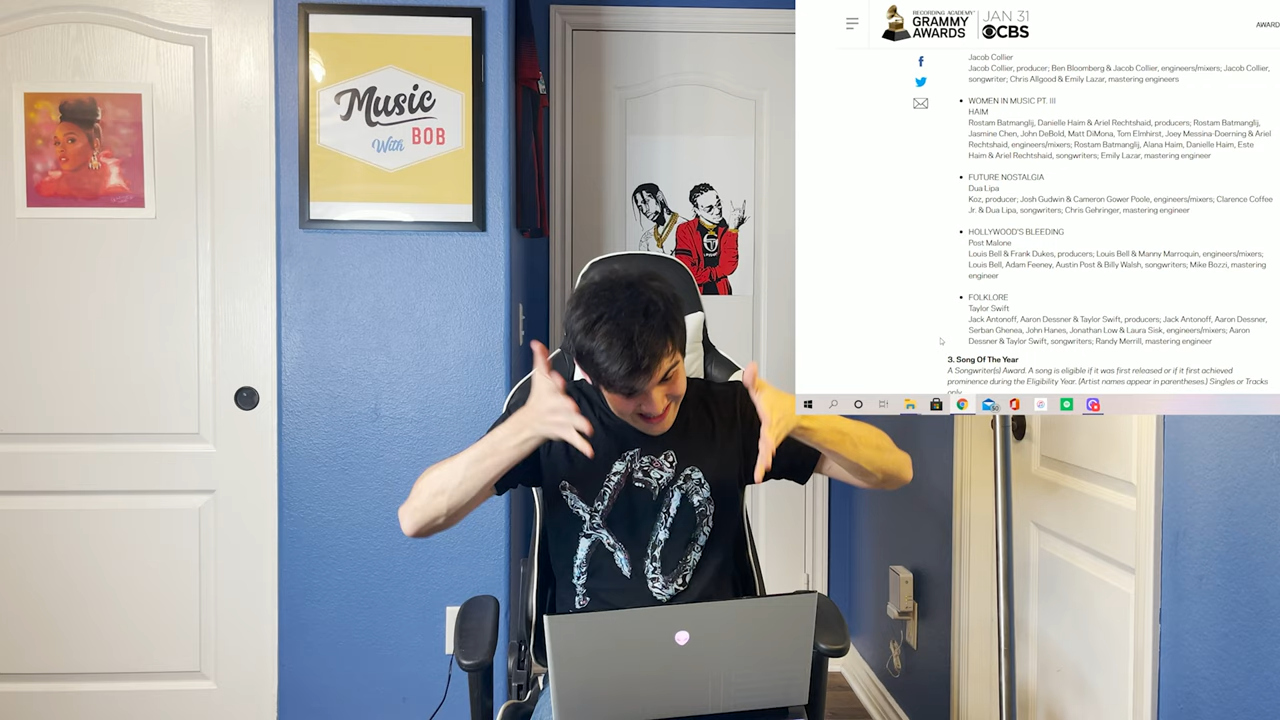 Music
With BOB
XO
RECORDING ACADEMY
GRAMMY
AWARDS
JAN 31
CBS
AWARD
Jacob Collier
Jacob Collier, producer; Ben Bloomberg & Jacob Collier, engineers/mixers; Jacob Collier,
songwriter; Chris Allgood & Emily Lazar, mastering engineers
• WOMEN IN MUSIC PT. III
HAIM
Rostam Batmanglij, Danielle Haim & Ariel Rechtshaid, producers; Rostam Batmanglij,
Jasmine Chen, John DeBold, Matt DiMona, Tom Elmhirst, Joey Messina-Doerning & Ariel
Rechtshaid, engineers/mixers; Rostam Batmanglij, Alana Haim, Danielle Haim, Este
Haim & Ariel Rechtshaid, songwriters; Emily Lazar, mastering engineer
• FUTURE NOSTALGIA
Dua Lipa
Koz, producer; Josh Gudwin & Cameron Gower Poole, engineers/mixers; Clarence Coffee
Jr. & Dua Lipa, songwriters; Chris Gehringer, mastering engineer
• HOLLYWOOD'S BLEEDING
Post Malone
Louis Bell & Frank Dukes, producers; Louis Bell & Manny Marroquin, engineers/mixers;
Louis Bell, Adam Feeney, Austin Post & Billy Walsh, songwriters; Mike Bozzi, mastering
engineer
• FOLKLORE
Taylor Swift
Jack Antonoff, Aaron Dessner & Taylor Swift, producers; Jack Antonoff, Aaron Dessner,
Serban Ghenea, John Hanes, Jonathan Low & Laura Sisk, engineers/mixers; Aaron
Dessner & Taylor Swift, songwriters; Randy Merrill, mastering engineer
3. Song Of The Year
A Songwriter(s) Award. A song is eligible if it was first released or if it first achieved
prominence during the Eligibility Year. (Artist names appear in parentheses.) Singles or Tracks
only.